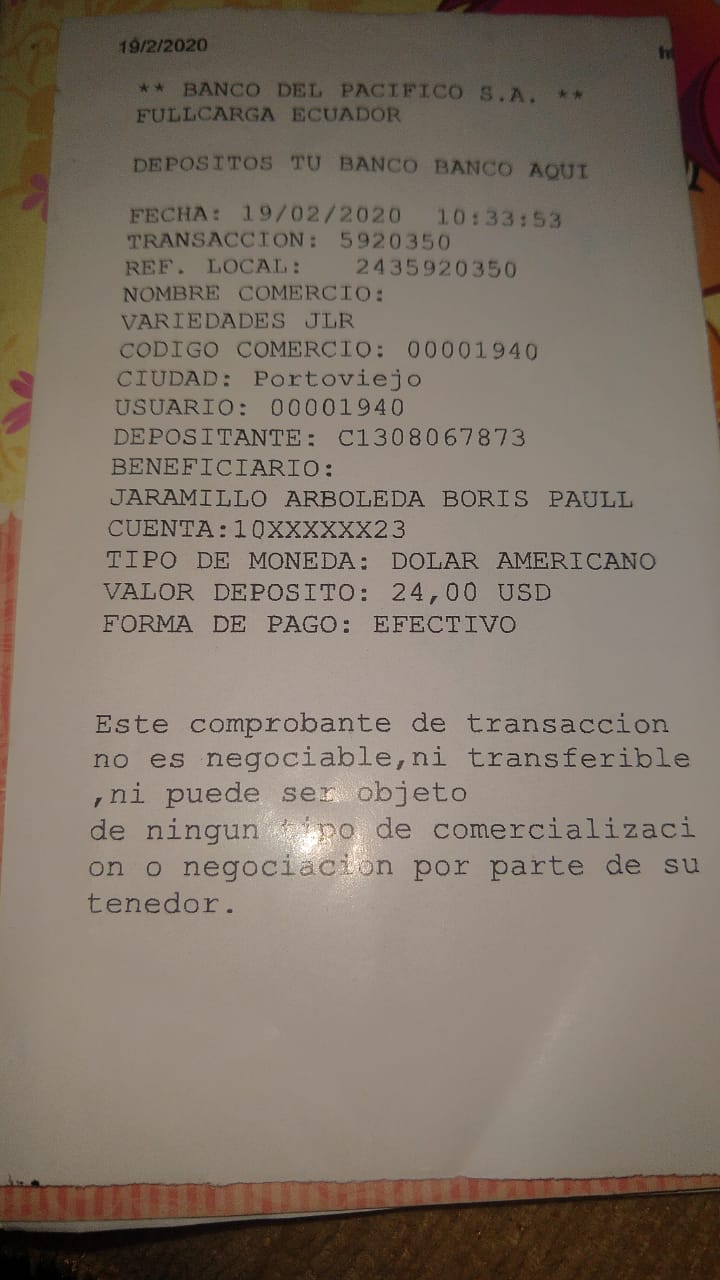 19/2/2020
** BANCO DEL PACIFICO S.A. **
FULLCARGA ECUADOR
DEPOSITOS TU BANCO BANCO AQUI
FECHA: 19/02/2020 10:33:53
TRANSACCION: 5920350
REF. LOCAL: 2435920350
NOMBRE COMERCIO:
VARIEDADES JLR
CODIGO COMERCIO: 00001940
CIUDAD: Portoviejo
USUARIO: 00001940
DEPOSITANTE: C1308067873
BENEFICIARIO:
JARAMILLO ARBOLEDA BORIS PAULL
CUENTA:10XXXXXX23
TIPO DE MONEDA: DOLAR AMERICANO
VALOR DEPOSITO: 24,00 USD
FORMA DE PAGO: EFECTIVO
Este comprobante de transaccion
no es negociable,ni transferible
,ni puede ser objeto
de ningun tipo de comercializaci
on o negociacion por parte de su
tenedor.